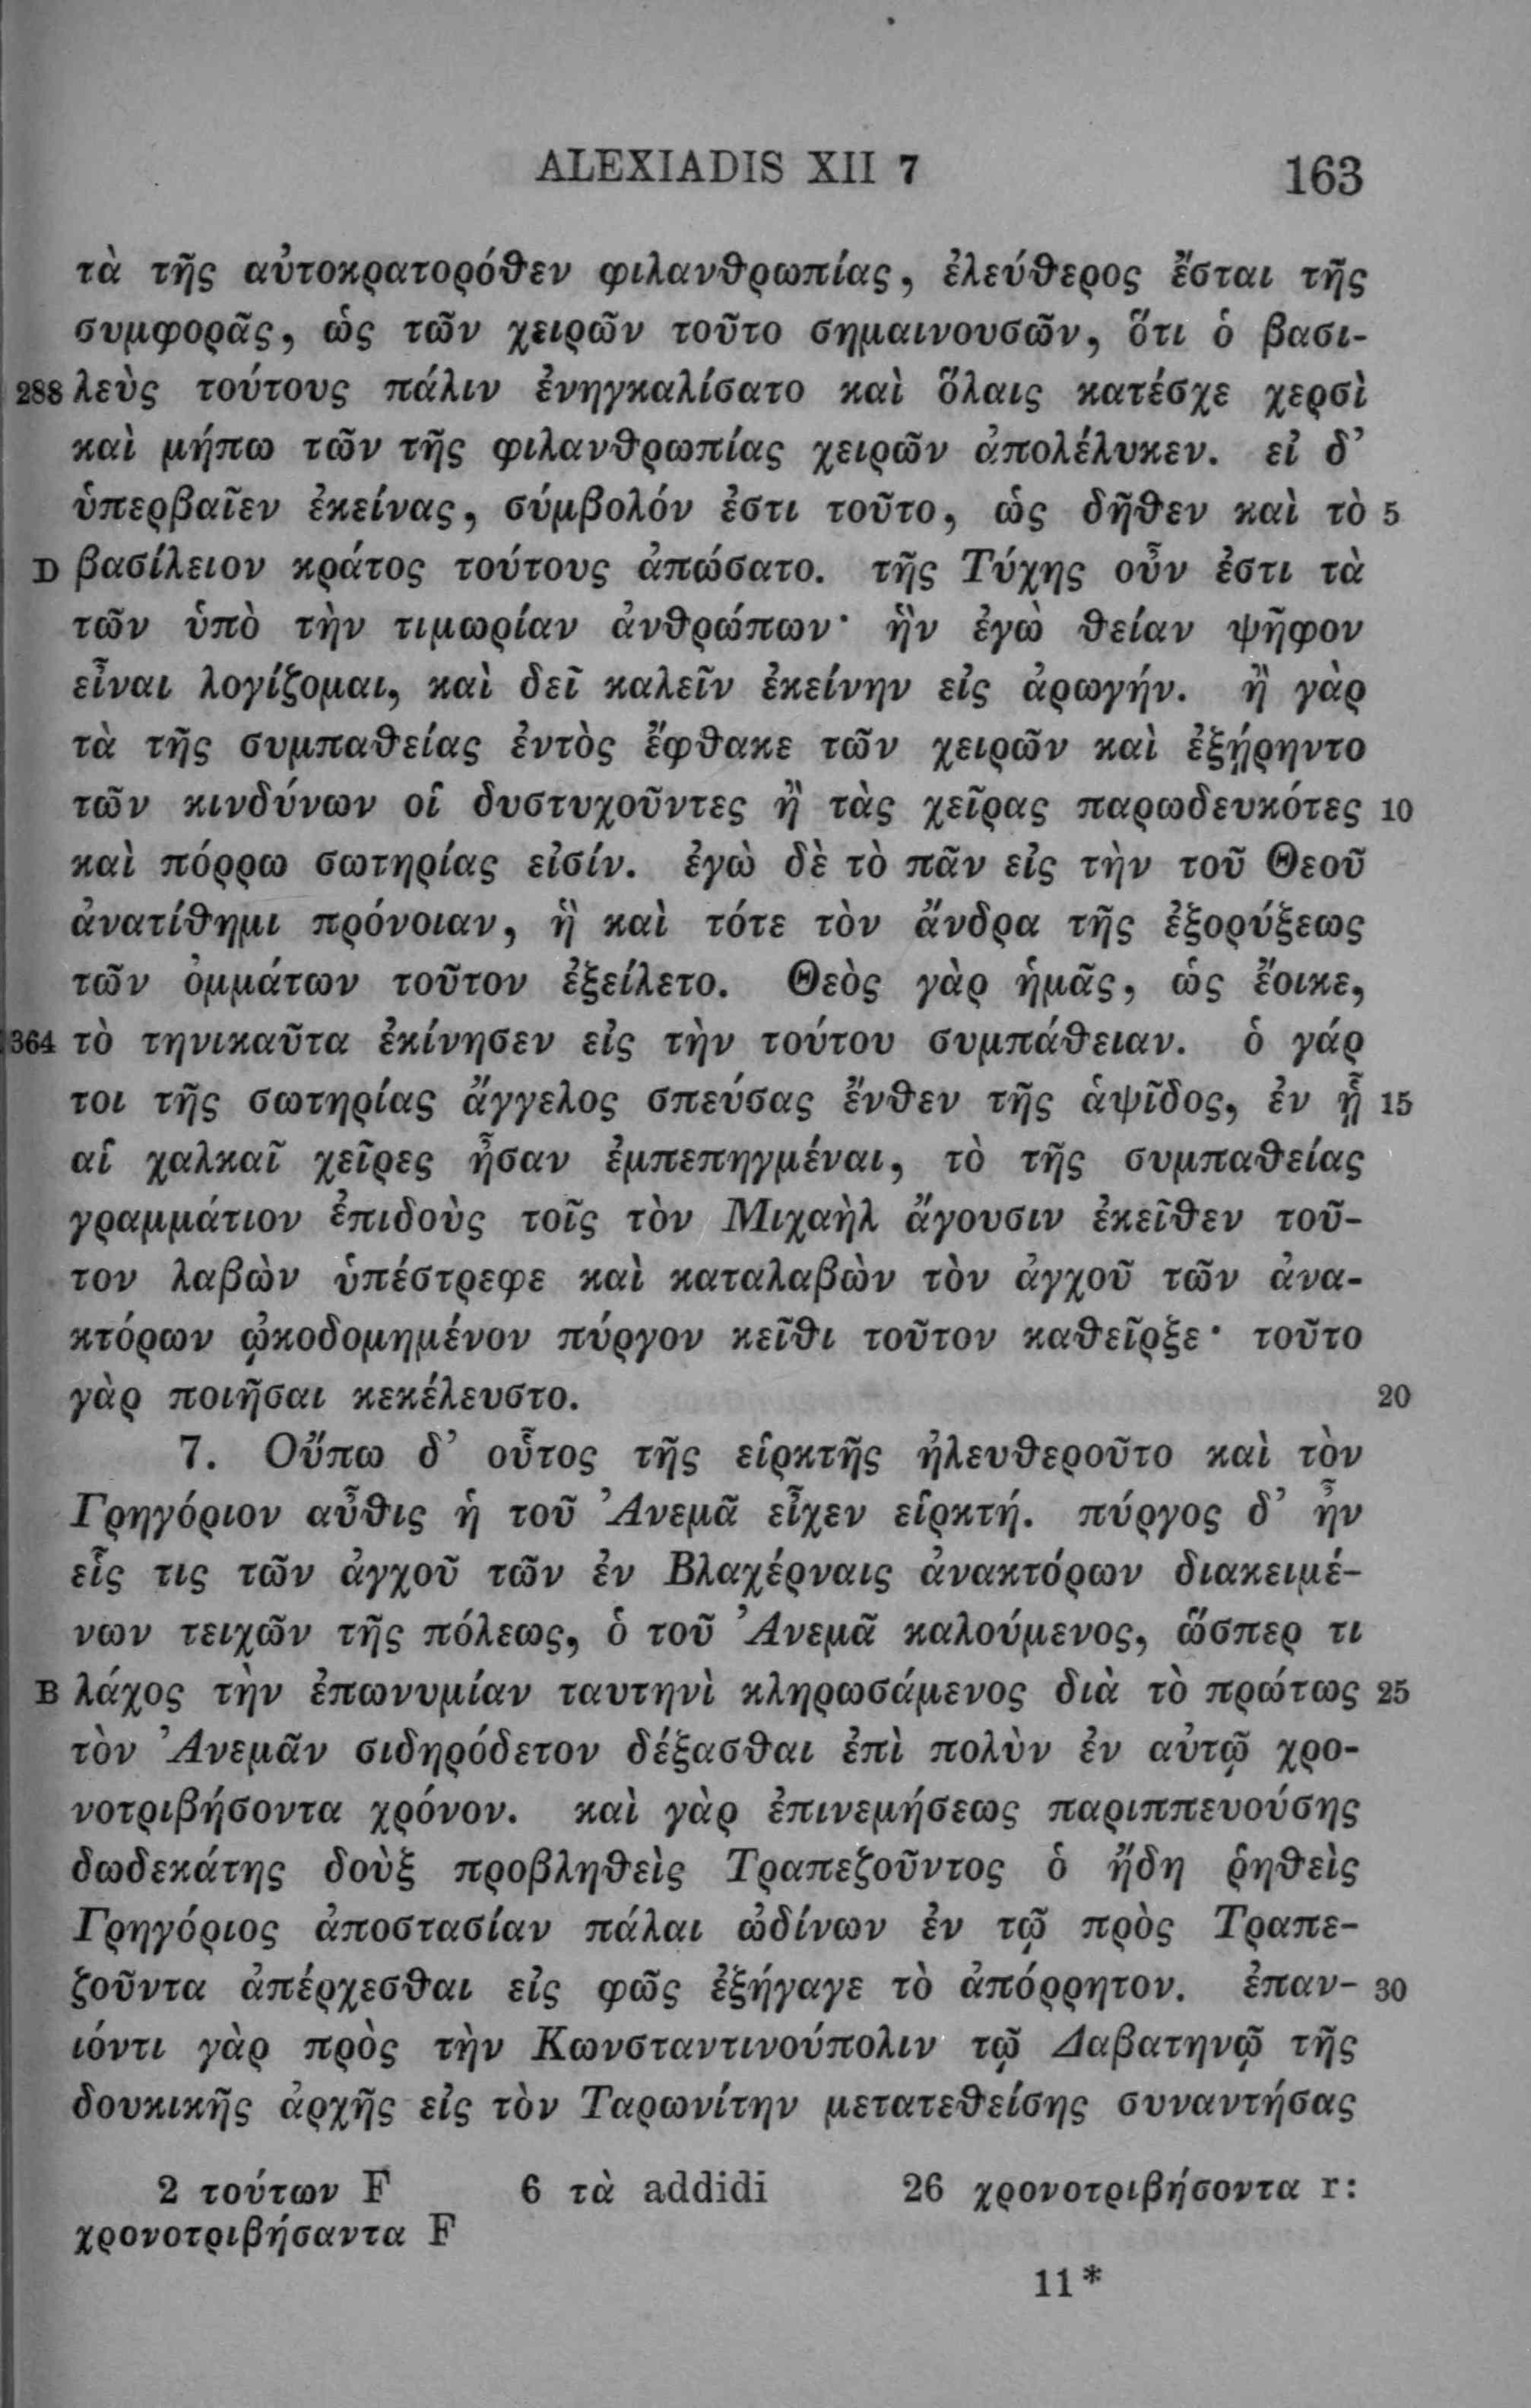 ALEXIADIS XII 7 163
τὰ τῆς αὐτοκρατορόθεν φιλανθρωπίας, ἐλεύθερος ἔσται τῆς
συμφορᾶς, ὡς τῶν χειρῶν τοῦτο σημαινουσῶν, ὅτι ὁ βασι-
288 λεὺς τούτους πάλιν ἐνηγκαλίσατο καὶ ὅλαις κατέσχε χερσὶ
καὶ μήπω τῶν τῆς φιλανθρωπίας χειρῶν ἀπολέλυκεν. εἰ δ’
ὑπερβαῖεν ἐκείνας, σύμβολόν ἐστι τοῦτο, ὡς δῆθεν καὶ τὸ 5
D βασίλειον κράτος τούτους ἀπώσατο. τῆς Τύχης οὖν ἐστι τὰ
τῶν ὑπὸ τὴν τιμωρίαν ἀνθρώπων· ἣν ἐγὼ θείαν ψῆφον
εἶναι λογίζομαι, καὶ δεῖ καλεῖν ἐκείνην εἰς ἀρωγήν. ἢ γὰρ
τὰ τῆς συμπαθείας ἐντὸς ἔφθακε τῶν χειρῶν καὶ ἐξῄρηντο
τῶν κινδύνων οἱ δυστυχοῦντες ἢ τὰς χεῖρας παρωδευκότες 10
καὶ πόρρω σωτηρίας εἰσίν. ἐγὼ δὲ τὸ πᾶν εἰς τὴν τοῦ Θεοῦ
ἀνατίθημι πρόνοιαν, ἣ καὶ τότε τὸν ἄνδρα τῆς ἐξορύξεως
τῶν ὀμμάτων τοῦτον ἐξείλετο. Θεὸς γὰρ ἡμᾶς, ὡς ἔοικε,
364 τὸ τηνικαῦτα ἐκίνησεν εἰς τὴν τούτου συμπάθειαν. ὁ γάρ
τοι τῆς σωτηρίας ἄγγελος σπεύσας ἔνθεν τῆς ἁψῖδος, ἐν ᾗ 15
αἱ χαλκαῖ χεῖρες ἦσαν ἐμπεπηγμέναι, τὸ τῆς συμπαθείας
γραμμάτιον ἐπιδοὺς τοῖς τὸν Μιχαὴλ ἄγουσιν ἐκεῖθεν τοῦ-
τον λαβὼν ὑπέστρεφε καὶ καταλαβὼν τὸν ἀγχοῦ τῶν ἀνα-
κτόρων ᾠκοδομημένον πύργον κεῖθι τοῦτον καθεῖρξε· τοῦτο
γὰρ ποιῆσαι κεκέλευστο. 20
7. Οὔπω δ’ οὗτος τῆς εἱρκτῆς ἠλευθεροῦτο καὶ τὸν
Γρηγόριον αὖθις ἡ τοῦ Ἀνεμᾶ εἶχεν εἱρκτή. πύργος δ’ ἦν
εἷς τις τῶν ἀγχοῦ τῶν ἐν Βλαχέρναις ἀνακτόρων διακειμέ-
νων τειχῶν τῆς πόλεως, ὁ τοῦ Ἀνεμᾶ καλούμενος, ὥσπερ τι
B λάχος τὴν ἐπωνυμίαν ταυτηνὶ κληρωσάμενος διὰ τὸ πρώτως 25
τὸν Ἀνεμᾶν σιδηρόδετον δέξασθαι ἐπὶ πολὺν ἐν αὐτῷ χρο-
νοτριβήσοντα χρόνον. καὶ γὰρ ἐπινεμήσεως παριππευούσης
δωδεκάτης δοὺξ προβληθεὶς Τραπεζοῦντος ὁ ἤδη ῥηθεὶς
Γρηγόριος ἀποστασίαν πάλαι ὠδίνων ἐν τῷ πρὸς Τραπε-
ζοῦντα ἀπέρχεσθαι εἰς φῶς ἐξήγαγε τὸ ἀπόρρητον. ἐπαν- 30
ιόντι γὰρ πρὸς τὴν Κωνσταντινούπολιν τῷ Δαβατηνῷ τῆς
δουκικῆς ἀρχῆς εἰς τὸν Ταρωνίτην μετατεθείσης συναντήσας
2 τούτων F 6 τὰ addidi 26 χρονοτριβήσοντα r:
χρονοτριβήσαντα F
11*